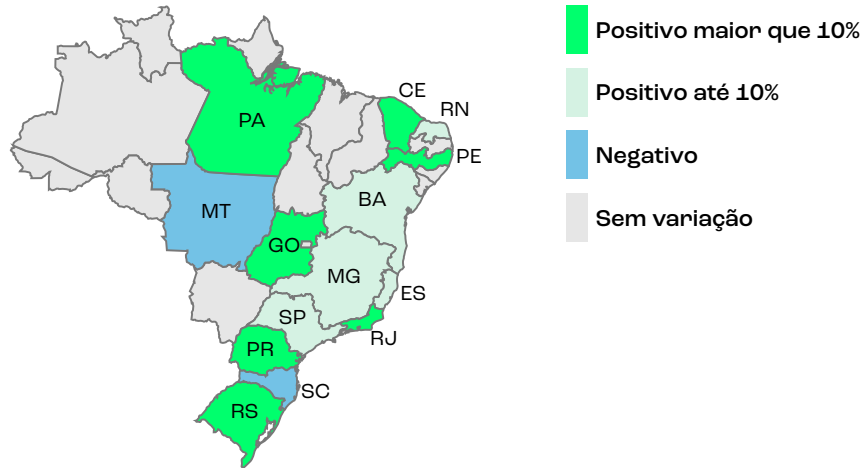 Positivo maior que 10%
Positivo até 10%
Negativo
Sem variação
CE
RN
PA
PE
BA
MT
GO
MG
ES
SP
RJ
PR
SC
RS